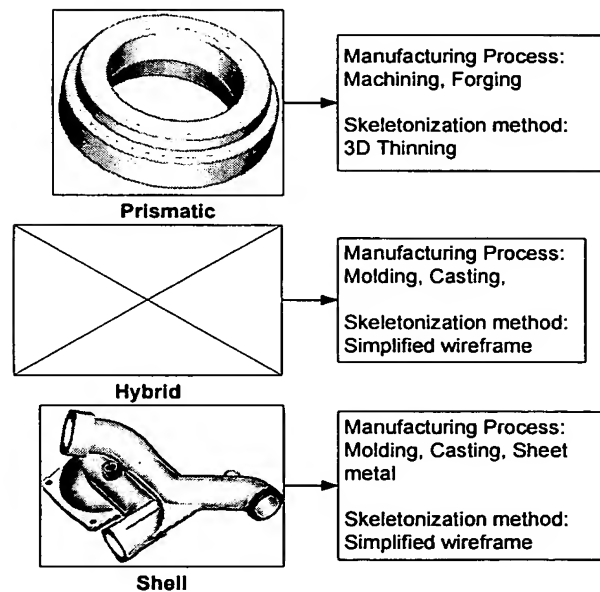 Manufacturing Process:
Machining, Forging
Skeletonization method:
3D Thinning
Prismatic
Manufacturing Process:
Molding, Casting,
Skeletonization method:
Simplified wireframe
Hybrid
Manufacturing Process:
Molding, Casting, Sheet
metal
Skeletonization method:
Simplified wireframe
Shell